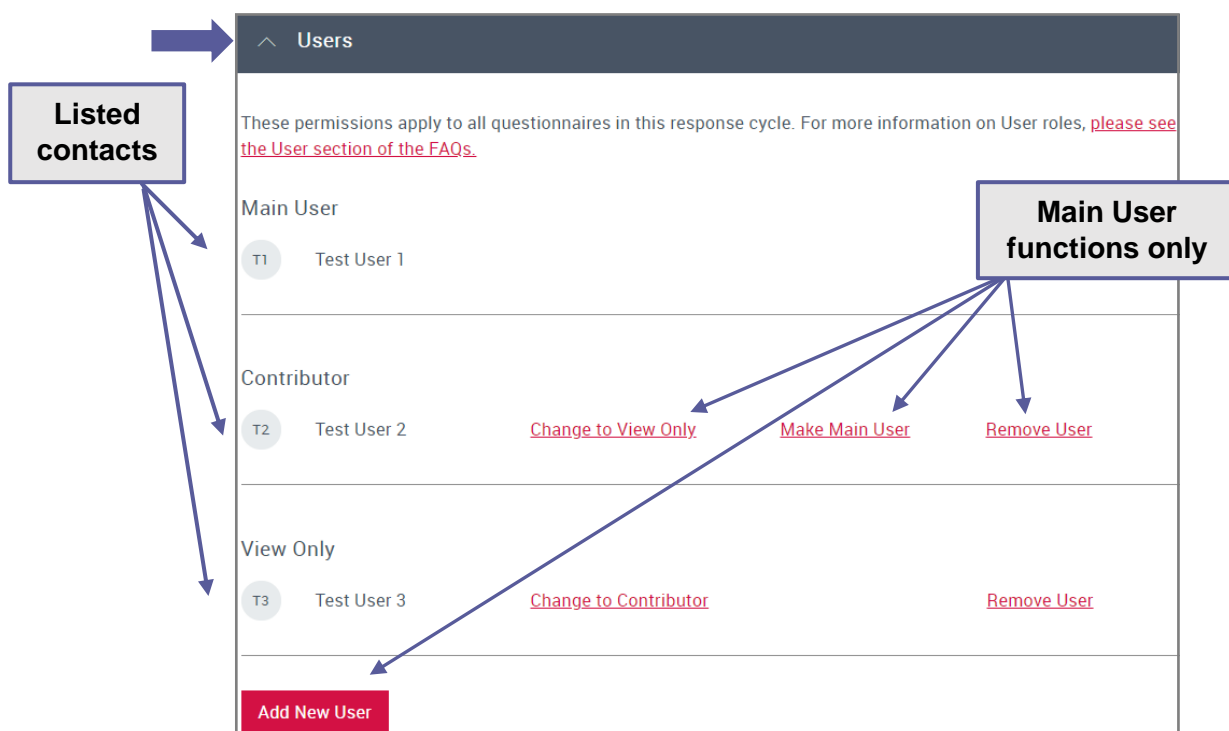 Users
Listed
contacts
These permissions apply to all questionnaires in this response cycle. For more information on User roles, please see
the User section of the FAQs.
Main User
Main User
functions only
T1 Test User 1
Contributor
T2 Test User 2 Change to View Only Make Main User Remove User
View Only
T3 Test User 3 Change to Contributor Remove User
Add New User